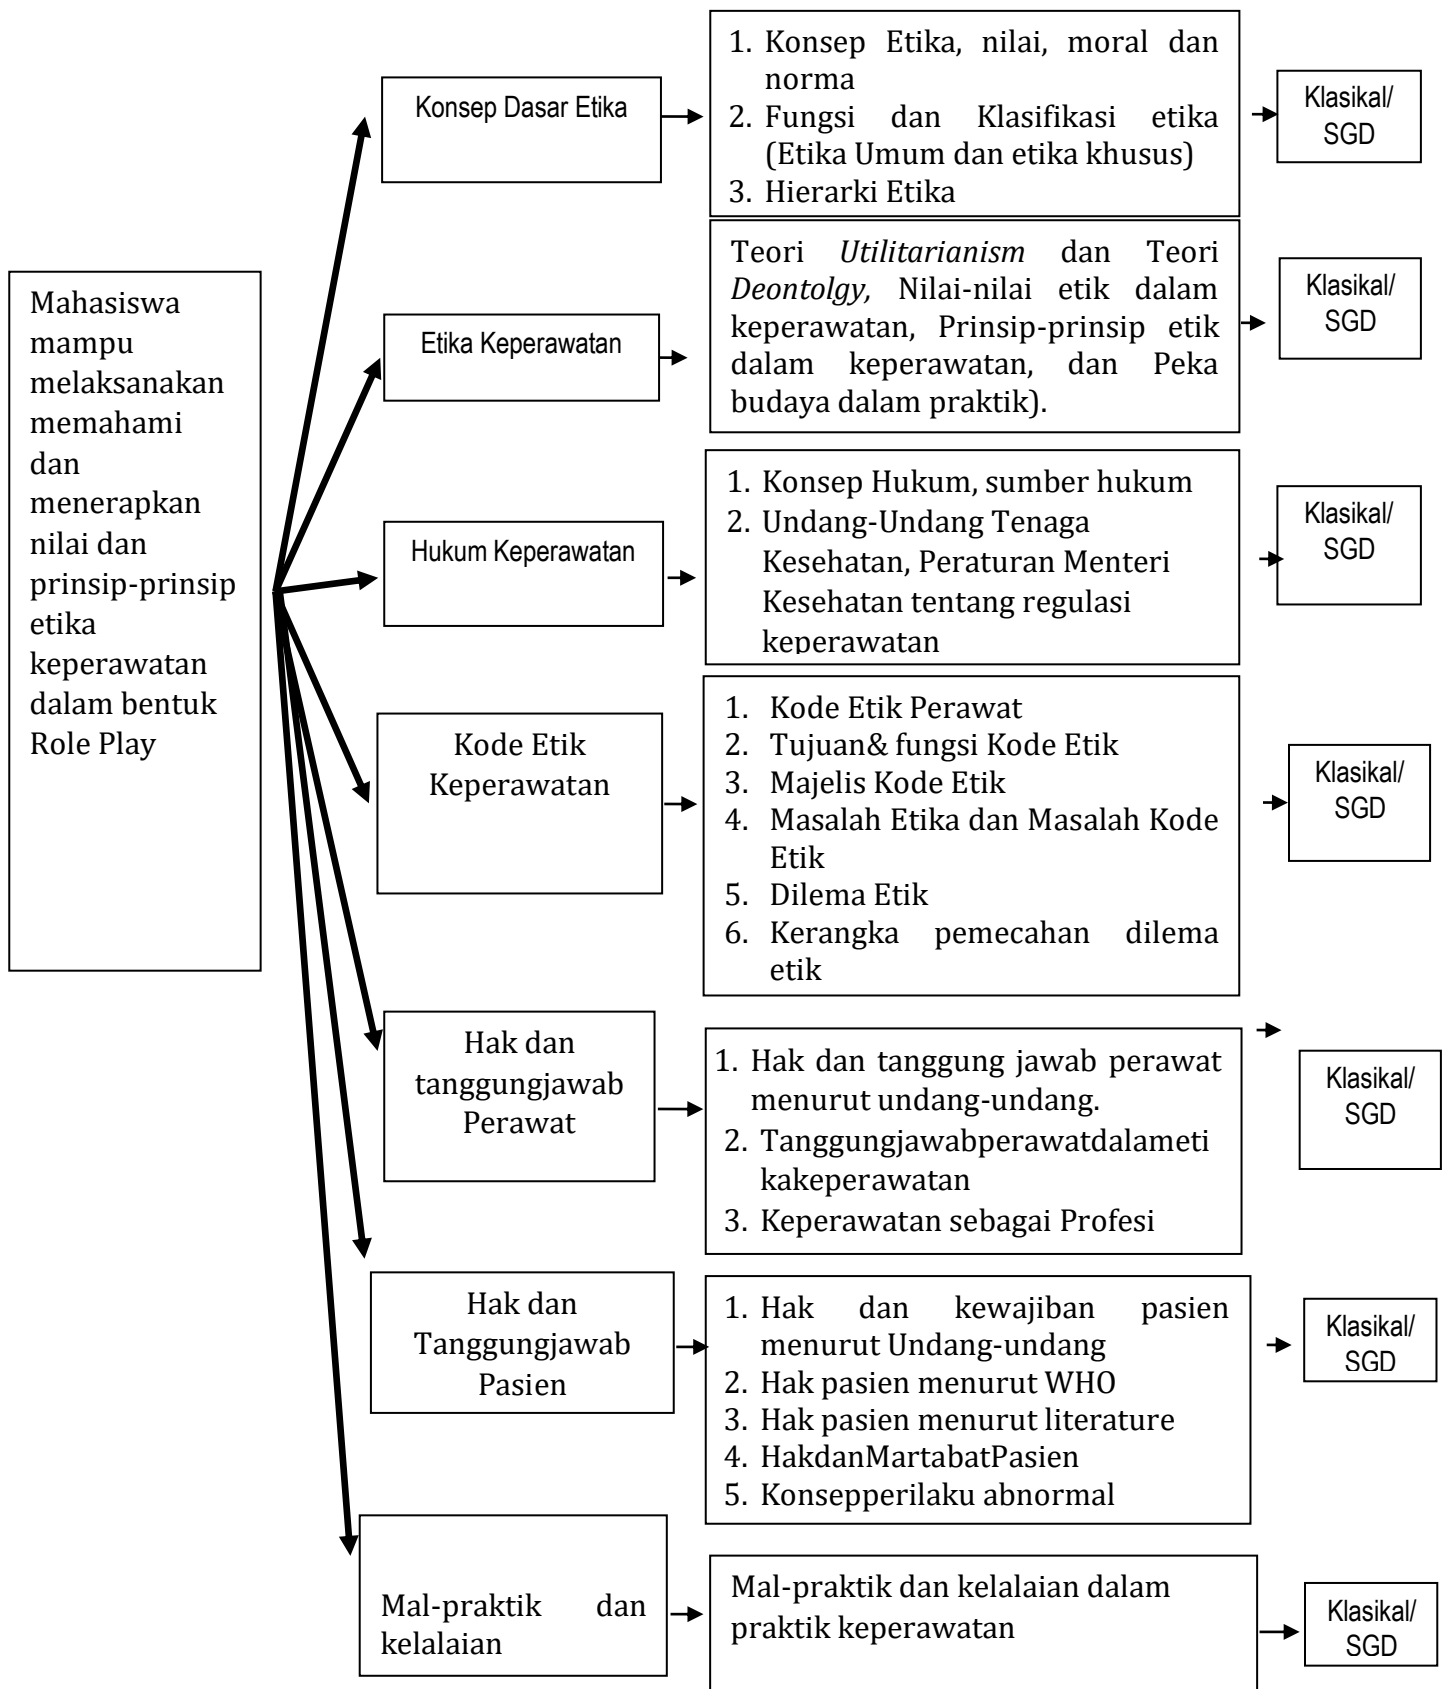 Mahasiswa
mampu
melaksanakan
memahami
dan
menerapkan
nilai dan
prinsip-prinsip
etika
keperawatan
dalam bentuk
Role Play
Konsep Dasar Etika
1. Konsep Etika, nilai, moral dan
norma
2. Fungsi dan Klasifikasi etika
(Etika Umum dan etika khusus)
3. Hierarki Etika
Klasikal/
SGD
Etika Keperawatan
Teori Utilitarianism dan Teori
Deontolgy, Nilai-nilai etik dalam
keperawatan, Prinsip-prinsip etik
dalam keperawatan, dan Peka
budaya dalam praktik).
Klasikal/
SGD
Hukum Keperawatan
1. Konsep Hukum, sumber hukum
2. Undang-Undang Tenaga
Kesehatan, Peraturan Menteri
Kesehatan tentang regulasi
keperawatan
Klasikal/
SGD
Kode Etik
Keperawatan
1. Kode Etik Perawat
2. Tujuan& fungsi Kode Etik
3. Majelis Kode Etik
4. Masalah Etika dan Masalah Kode
Etik
5. Dilema Etik
6. Kerangka pemecahan dilema
etik
Klasikal/
SGD
Hak dan
tanggungjawab
Perawat
1. Hak dan tanggung jawab perawat
menurut undang-undang.
2. Tanggungjawabperawatdalameti
kakeperawatan
3. Keperawatan sebagai Profesi
Klasikal/
SGD
Hak dan
Tanggungjawab
Pasien
1. Hak dan kewajiban pasien
menurut Undang-undang
2. Hak pasien menurut WHO
3. Hak pasien menurut literature
4. HakdanMartabatPasien
5. Konsepperilaku abnormal
Klasikal/
SGD
Mal-praktik dan
kelalaian
Mal-praktik dan kelalaian dalam
praktik keperawatan
Klasikal/
SGD